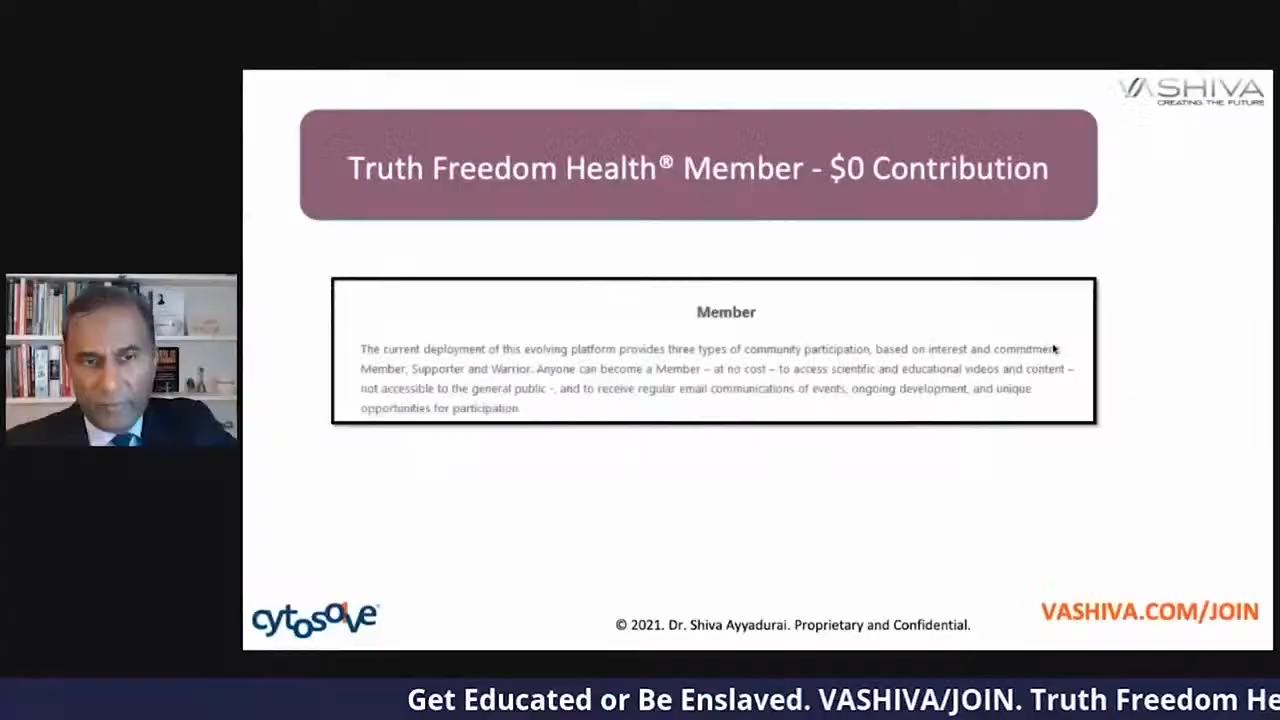 VASHIVA
CREATING THE FUTURE
Truth Freedom Health® Member - $0 Contribution
Member
The current deployment of this evolving platform provides three types of community participation, based on interest and commitment
Member, Supporter and Warrior. Anyone can become a Member – at no cost – to access scientific and educational videos and content –
not accessible to the general public -, and to receive regular email communications of events, ongoing development, and unique
opportunities for participation.
cytosolve
© 2021. Dr. Shiva Ayyadurai. Proprietary and Confidential.
VASHIVA.COM/JOIN
Get Educated or Be Enslaved. VASHIVA/JOIN. Truth Freedom He